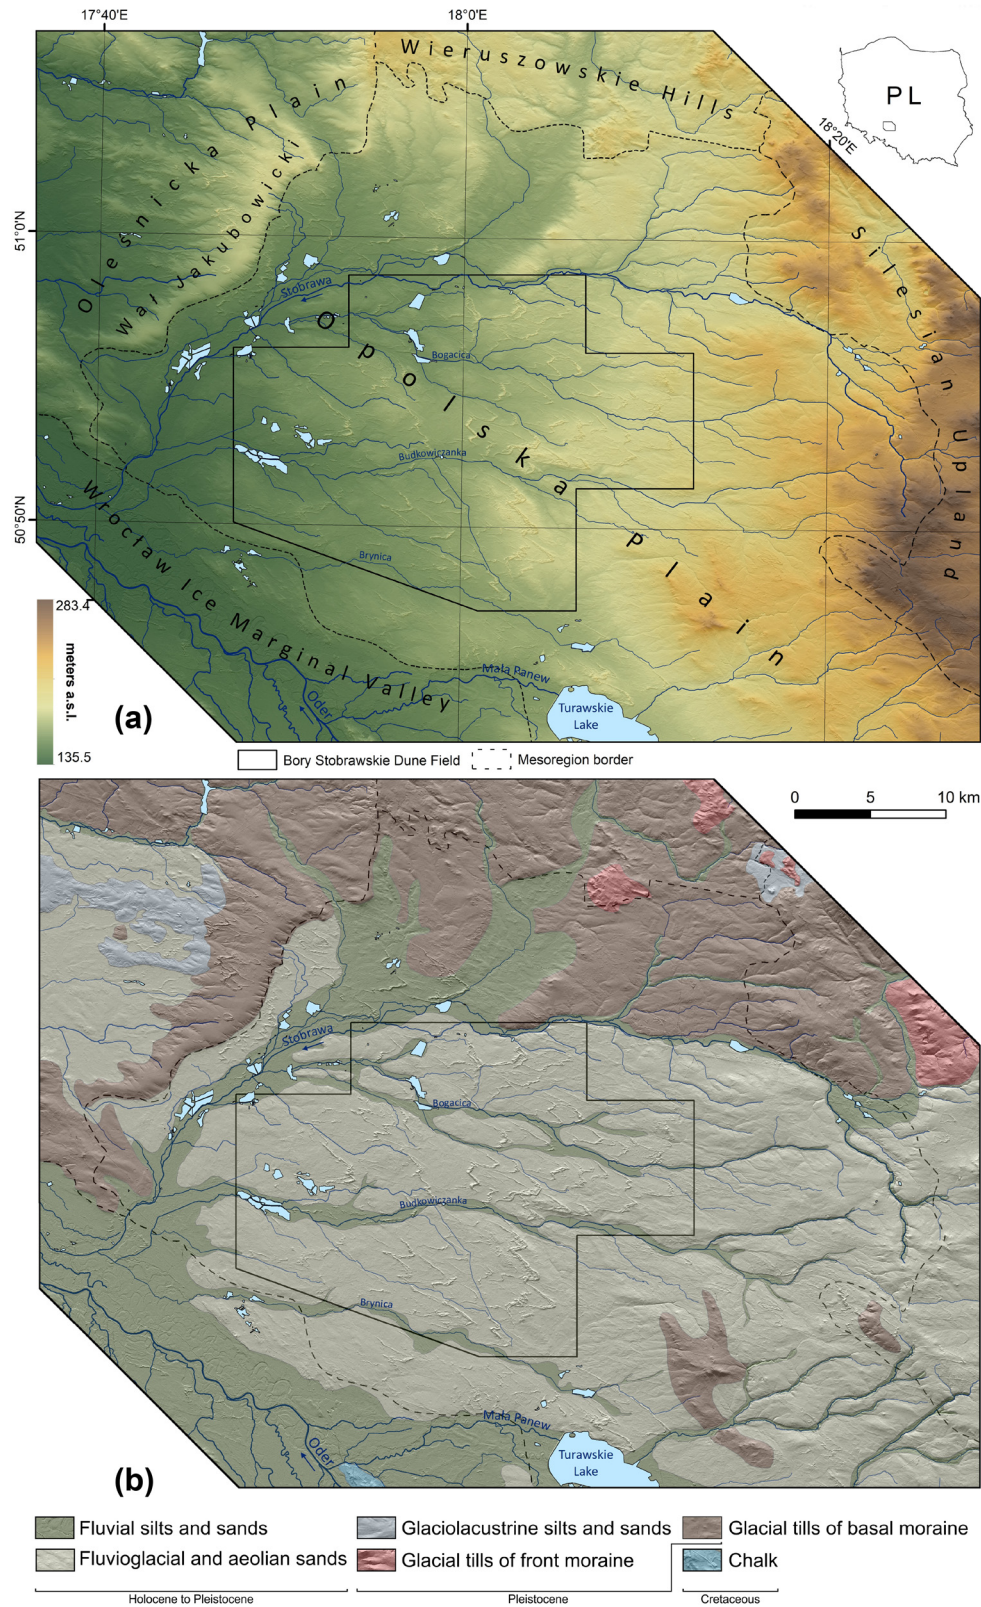 17°40'E
18°0'E
18°20'E
PL
51°0'N
50°50'N
Wieruszowskie Hills
Oleśnicka Plain
Wał Jakubowicki
Silesian Upland
Opolska Plain
Wrocław Ice Marginal Valley
Stobrawa
Bogacica
Budkowiczanka
Brynica
Mała Panew
Oder
Turawskie
Lake
283.4
meters a.s.l.
135.5
(a)
Bory Stobrawskie Dune Field
Mesoregion border
0 5 10 km
Stobrawa
Bogacica
Budkowiczanka
Brynica
Mała Panew
Oder
Turawskie
Lake
(b)
Fluvial silts and sands
Glaciolacustrine silts and sands
Glacial tills of basal moraine
Fluvioglacial and aeolian sands
Glacial tills of front moraine
Chalk
Holocene to Pleistocene
Pleistocene
Cretaceous